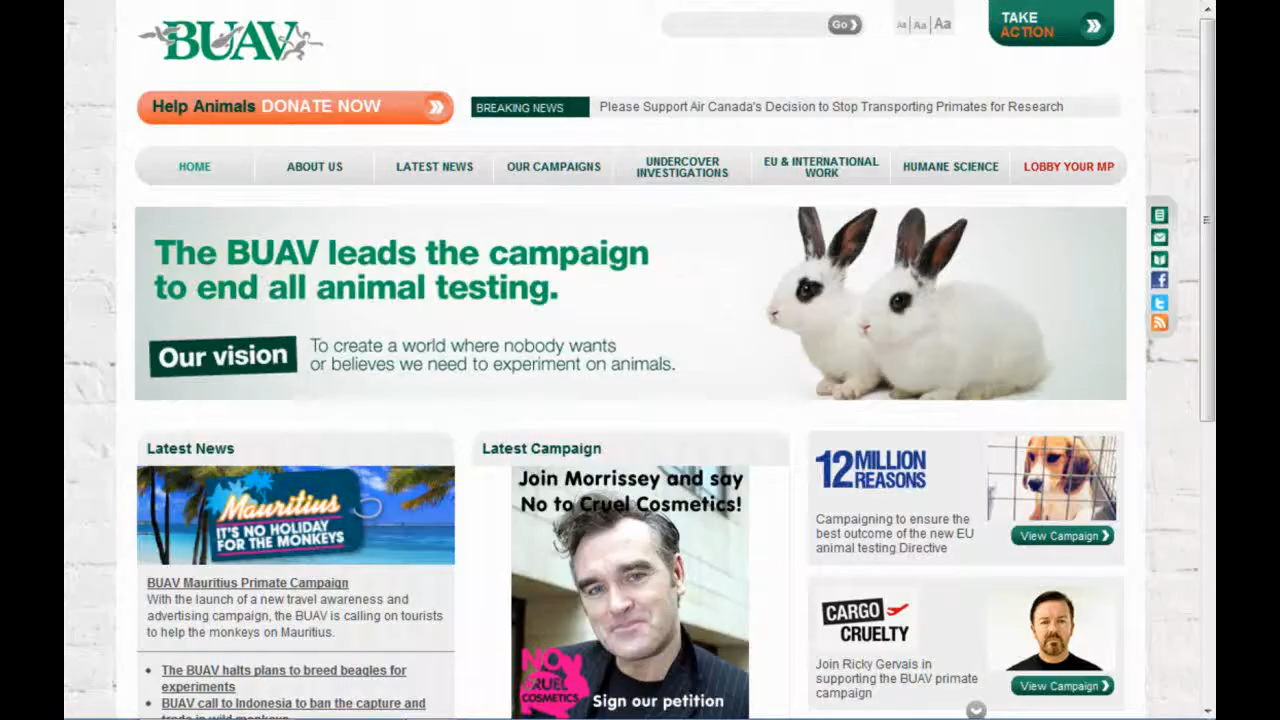 BUAV
Go
Aa Aa Aa
TAKE
ACTION
Help Animals DONATE NOW
BREAKING NEWS
Please Support Air Canada's Decision to Stop Transporting Primates for Research
HOME
ABOUT US
LATEST NEWS
OUR CAMPAIGNS
UNDERCOVER
INVESTIGATIONS
EU & INTERNATIONAL
WORK
HUMANE SCIENCE
LOBBY YOUR MP
The BUAV leads the campaign
to end all animal testing.
Our vision
To create a world where nobody wants
or believes we need to experiment on animals.
Latest News
Mauritius
IT'S NO HOLIDAY
FOR THE MONKEYS
BUAV Mauritius Primate Campaign
With the launch of a new travel awareness and
advertising campaign, the BUAV is calling on tourists
to help the monkeys on Mauritius.
The BUAV halts plans to breed beagles for
experiments
BUAV call to Indonesia to ban the capture and
trade in wild monkeys
Latest Campaign
Join Morrissey and say
No to Cruel Cosmetics!
NO
CRUEL
COSMETICS
Sign our petition
12 MILLION
REASONS
Campaigning to ensure the
best outcome of the new EU
animal testing Directive
View Campaign
CARGO
CRUELTY
Join Ricky Gervais in
supporting the BUAV primate
campaign
View Campaign